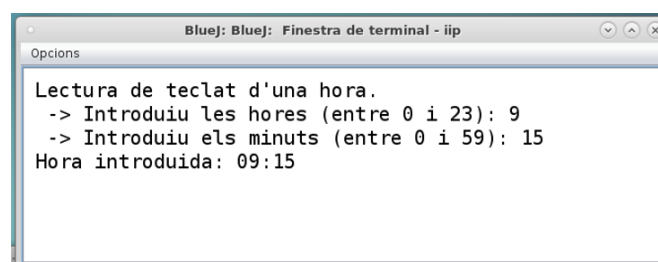 BlueJ: BlueJ:  Finestra de terminal - iip
Opcions
Lectura de teclat d'una hora.
 -> Introduiu les hores (entre 0 i 23): 9
 -> Introduiu els minuts (entre 0 i 59): 15
Hora introduida: 09:15